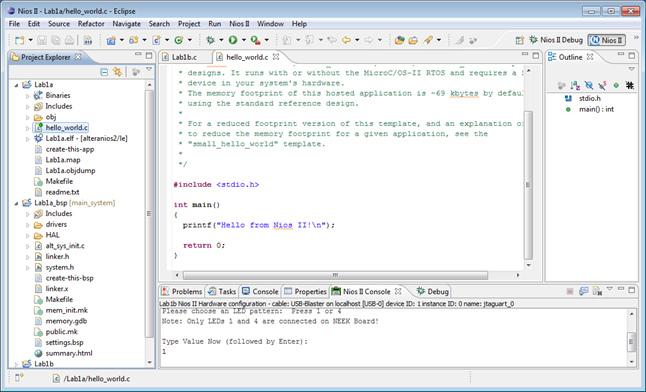 Nios II - Lab1a/hello_world.c - Eclipse
File Edit Source Refactor Navigate Search Project Run Nios II Window Help
Nios II Debug Nios II
Project Explorer
Lab1a
Binaries
Includes
obj
hello_world.c
Lab1a.elf - [alteranios2/le]
create-this-app
Lab1a.map
Lab1a.objdump
Makefile
readme.txt
Lab1a_bsp [main_system]
Includes
drivers
HAL
alt_sys_init.c
linker.h
system.h
create-this-bsp
linker.x
Makefile
mem_init.mk
memory.gdb
public.mk
settings.bsp
summary.html
Lab1b
Lab1b.c hello_world.c
* designs. It runs with or without the MicroC/OS-II RTOS and requires a
* device in your system's hardware.
* The memory footprint of this hosted application is ~69 kbytes by defau
* using the standard reference design.
*
* For a reduced footprint version of this template, and an explanation o
* to reduce the memory footprint for a given application, see the
* "small_hello_world" template.
*
*/
#include <stdio.h>
int main()
{
printf("Hello from Nios II!\n");
return 0;
}
Outline
stdio.h
main() : int
Problems Tasks Console Properties Nios II Console Debug
Lab1b Nios II Hardware configuration - cable: USB-Blaster on localhost [USB-0] device ID: 1 instance ID: 0 name: jtaguart_0
Please choose an LED pattern: Press 1 or 4
Note: Only LEDs 1 and 4 are connected on NEEK Board!
Type Value Now (followed by Enter):
1
/Lab1a/hello_world.c